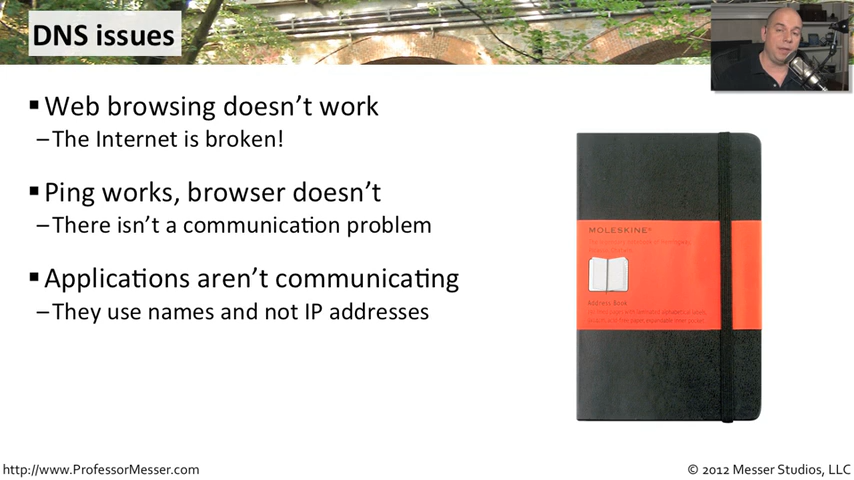 DNS issues
▪ Web browsing doesn't work
–The Internet is broken!
▪ Ping works, browser doesn't
–There isn't a communication problem
▪ Applications aren't communicating
–They use names and not IP addresses
MOLESKINE®
Address Book
http://www.ProfessorMesser.com
© 2012 Messer Studios, LLC